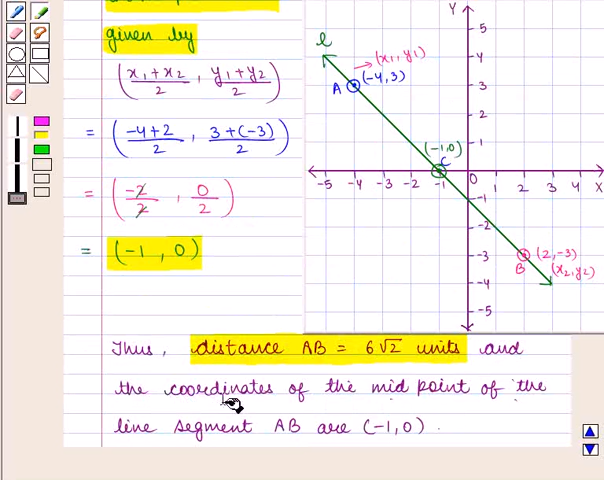 given by
(x₁+x₂/2 , y₁+y₂/2)
= (-4+2/2 , 3+(-3)/2)
= (-2/2 , 0/2)
= (-1 , 0)
Y
5
4
3
2
1
-5 -4 -3 -2 -1 0 1 2 3 4 X
-1
-2
-3
-4
-5
l
→ (x₁, y₁)
A (-4,3)
(-1,0)
C
(2,-3)
B (x₂, y₂)
Thus, distance AB = 6√2 units and
the coordinates of the mid point of the
line segment AB are (-1,0).